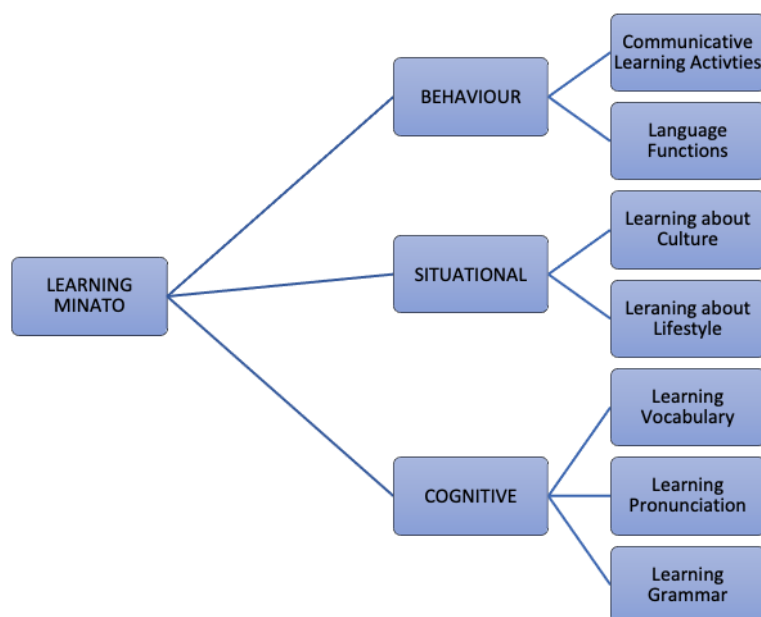 Communicative
Learning Activties
BEHAVIOUR
Language
Functions
Learning about
Culture
LEARNING
MINATO
SITUATIONAL
Leraning about
Lifestyle
Learning
Vocabulary
COGNITIVE
Learning
Pronunciation
Learning
Grammar